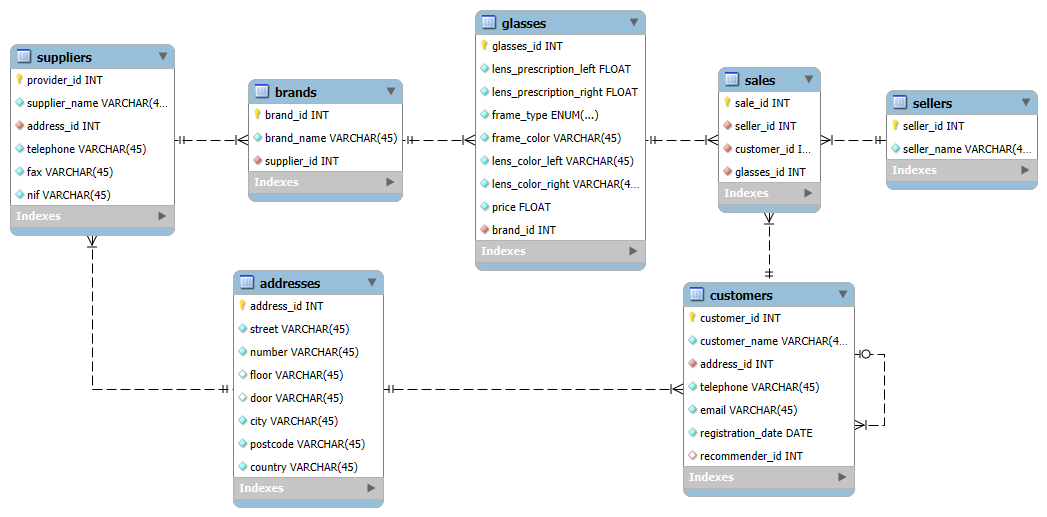 suppliers
provider_id INT
supplier_name VARCHAR(4...
address_id INT
telephone VARCHAR(45)
fax VARCHAR(45)
nif VARCHAR(45)
Indexes
brands
brand_id INT
brand_name VARCHAR(45)
supplier_id INT
Indexes
glasses
glasses_id INT
lens_prescription_left FLOAT
lens_prescription_right FLOAT
frame_type ENUM(...)
frame_color VARCHAR(45)
lens_color_left VARCHAR(45)
lens_color_right VARCHAR(4...
price FLOAT
brand_id INT
Indexes
sales
sale_id INT
seller_id INT
customer_id I...
glasses_id INT
Indexes
sellers
seller_id INT
seller_name VARCHAR(4...
Indexes
addresses
address_id INT
street VARCHAR(45)
number VARCHAR(45)
floor VARCHAR(45)
door VARCHAR(45)
city VARCHAR(45)
postcode VARCHAR(45)
country VARCHAR(45)
Indexes
customers
customer_id INT
customer_name VARCHAR(4...
address_id INT
telephone VARCHAR(45)
email VARCHAR(45)
registration_date DATE
recommender_id INT
Indexes